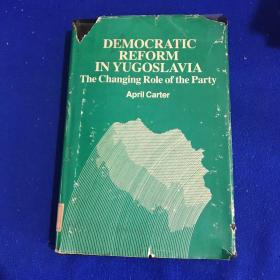 DEMOCRATIC
REFORM
IN YUGOSLAVIA
The Changing Role of the Party
April Carter